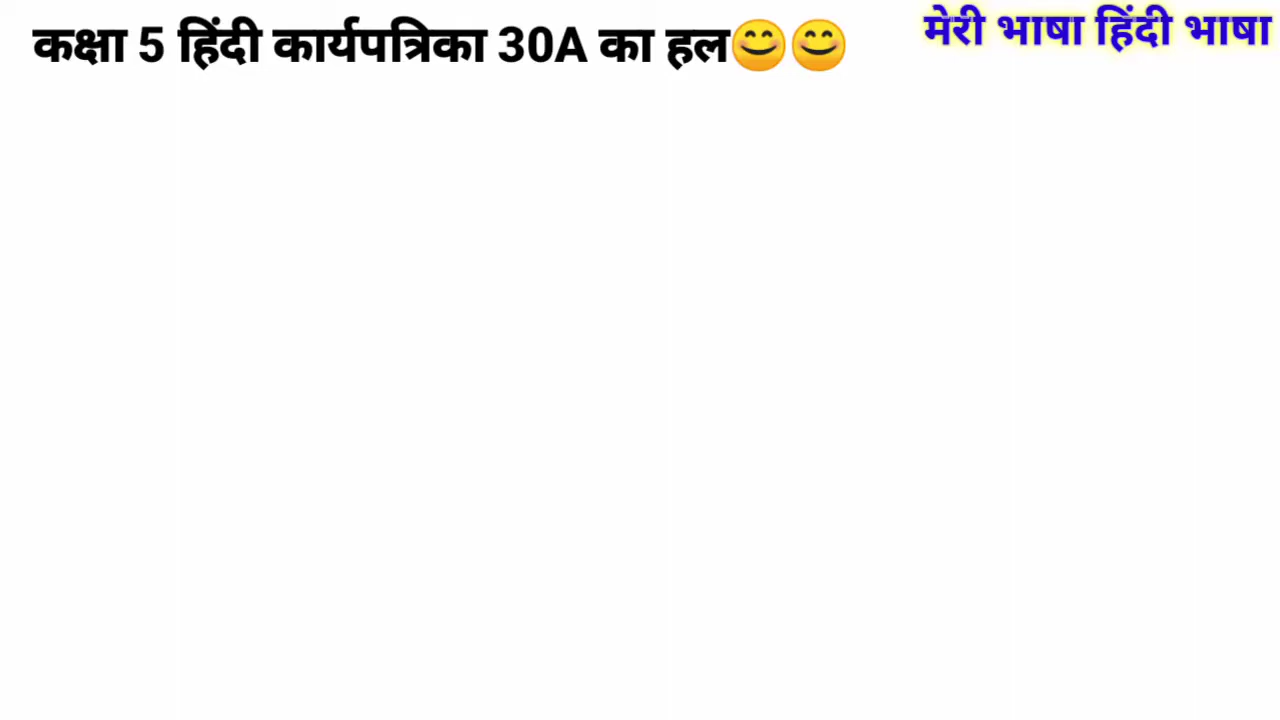 कक्षा 5 हिंदी कार्यपत्रिका 30A का हल😊😊
मेरी भाषा हिंदी भाषा